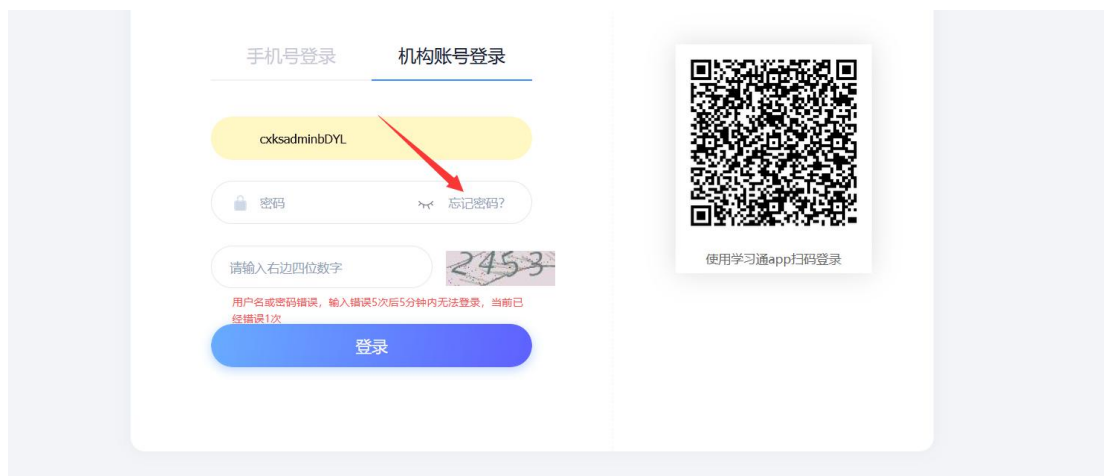 手机号登录
机构账号登录
cxksadminbDYL
密码
忘记密码?
请输入右边四位数字
2453
用户名或密码错误，输入错误5次后5分钟内无法登录，当前已
经错误1次
登录
使用学习通app扫码登录